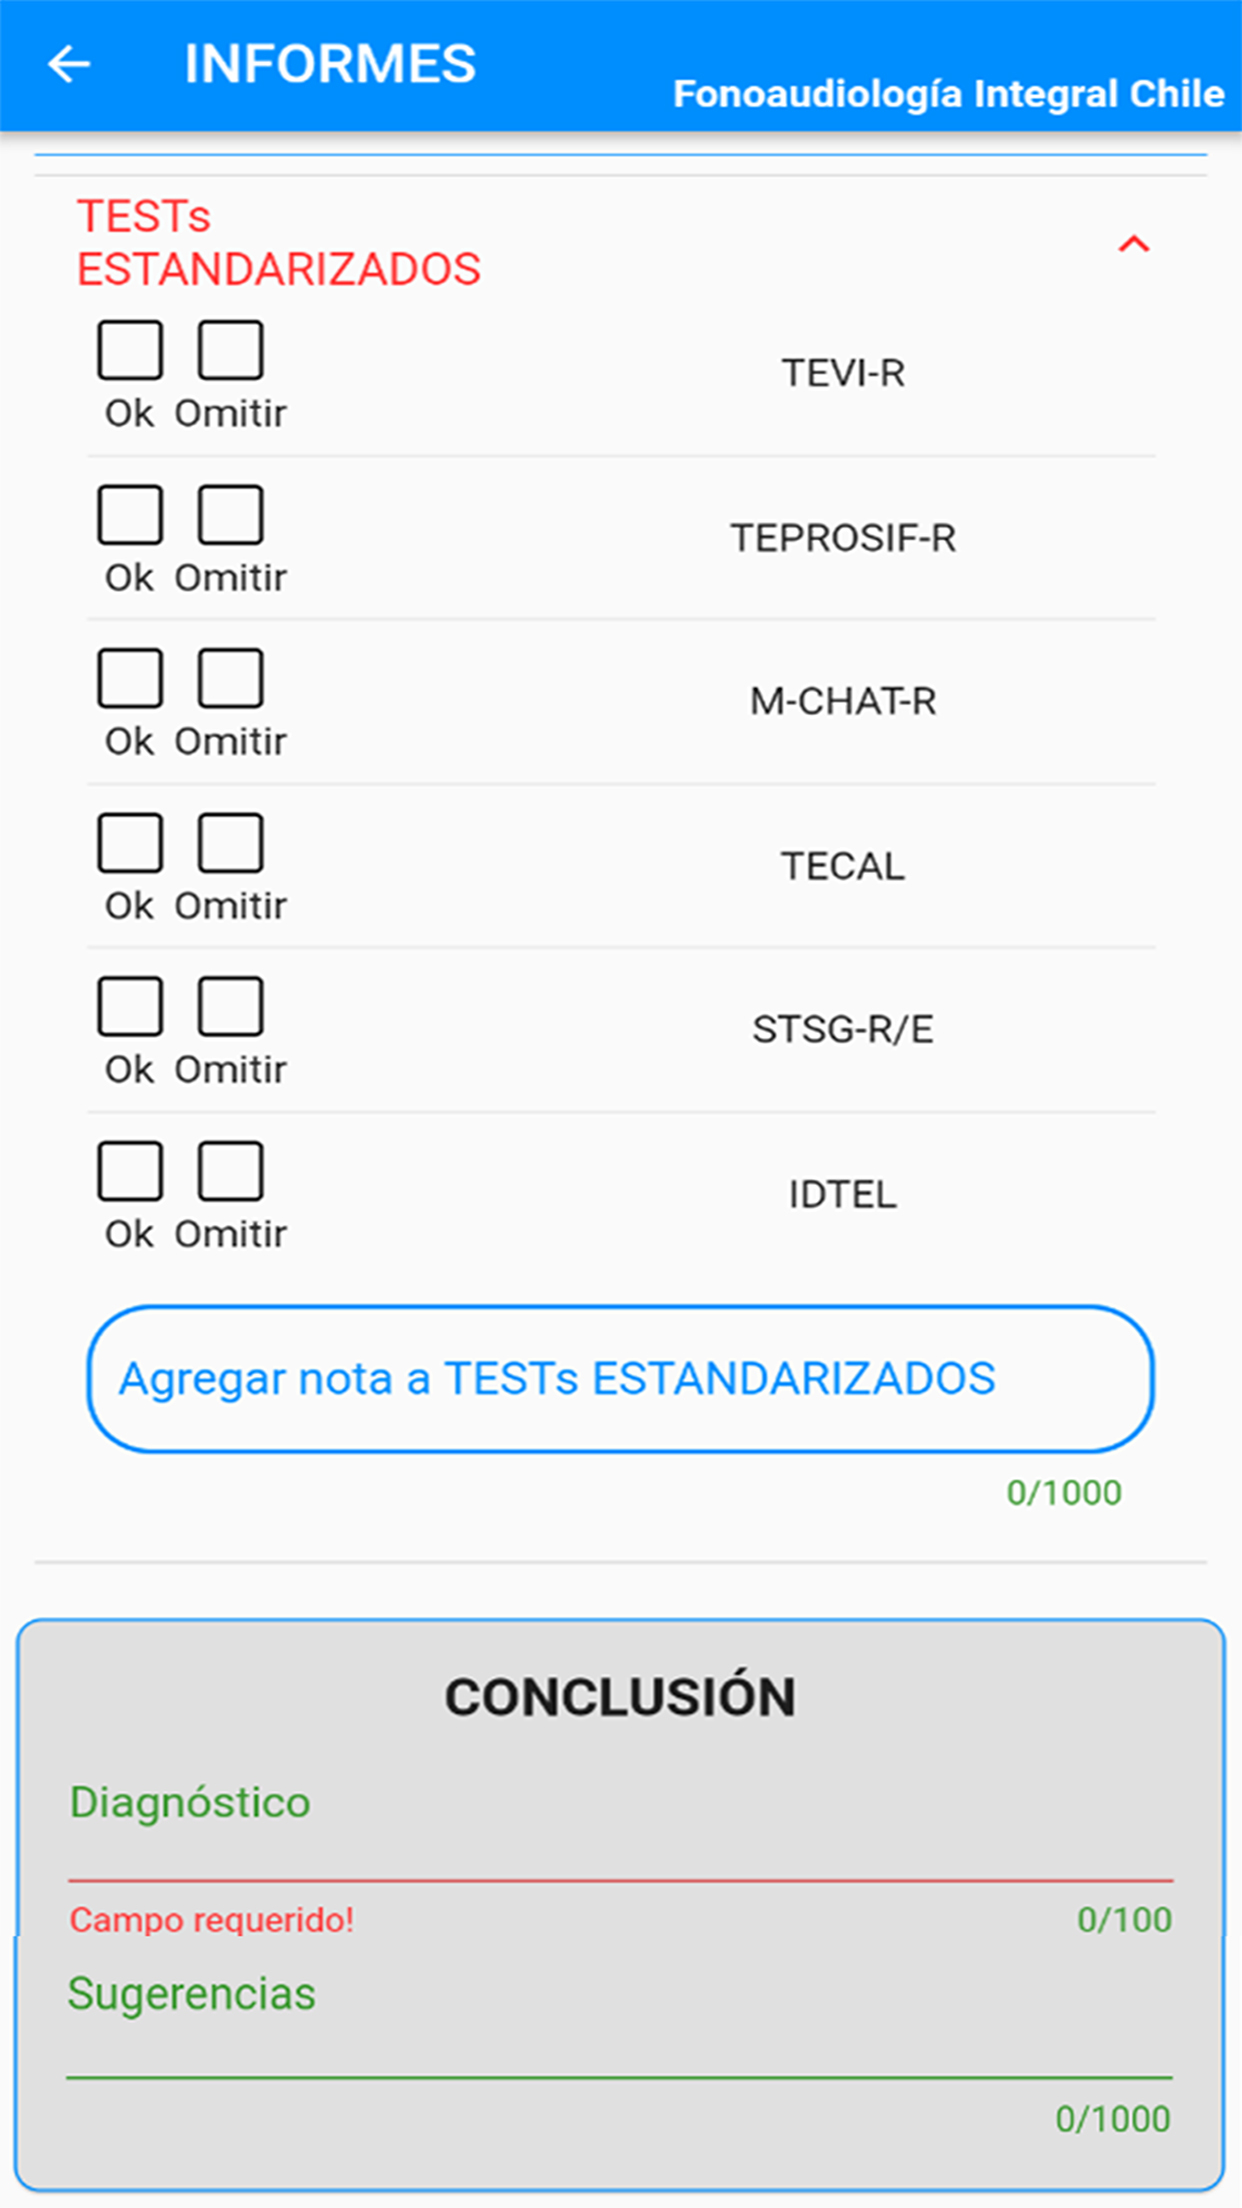 INFORMES
Fonoaudiología Integral Chile
TESTs
ESTANDARIZADOS
Ok Omitir
TEVI-R
Ok Omitir
TEPROSIF-R
Ok Omitir
M-CHAT-R
Ok Omitir
TECAL
Ok Omitir
STSG-R/E
Ok Omitir
IDTEL
Agregar nota a TESTs ESTANDARIZADOS
0/1000
CONCLUSIÓN
Diagnóstico
Campo requerido! 0/100
Sugerencias
0/1000